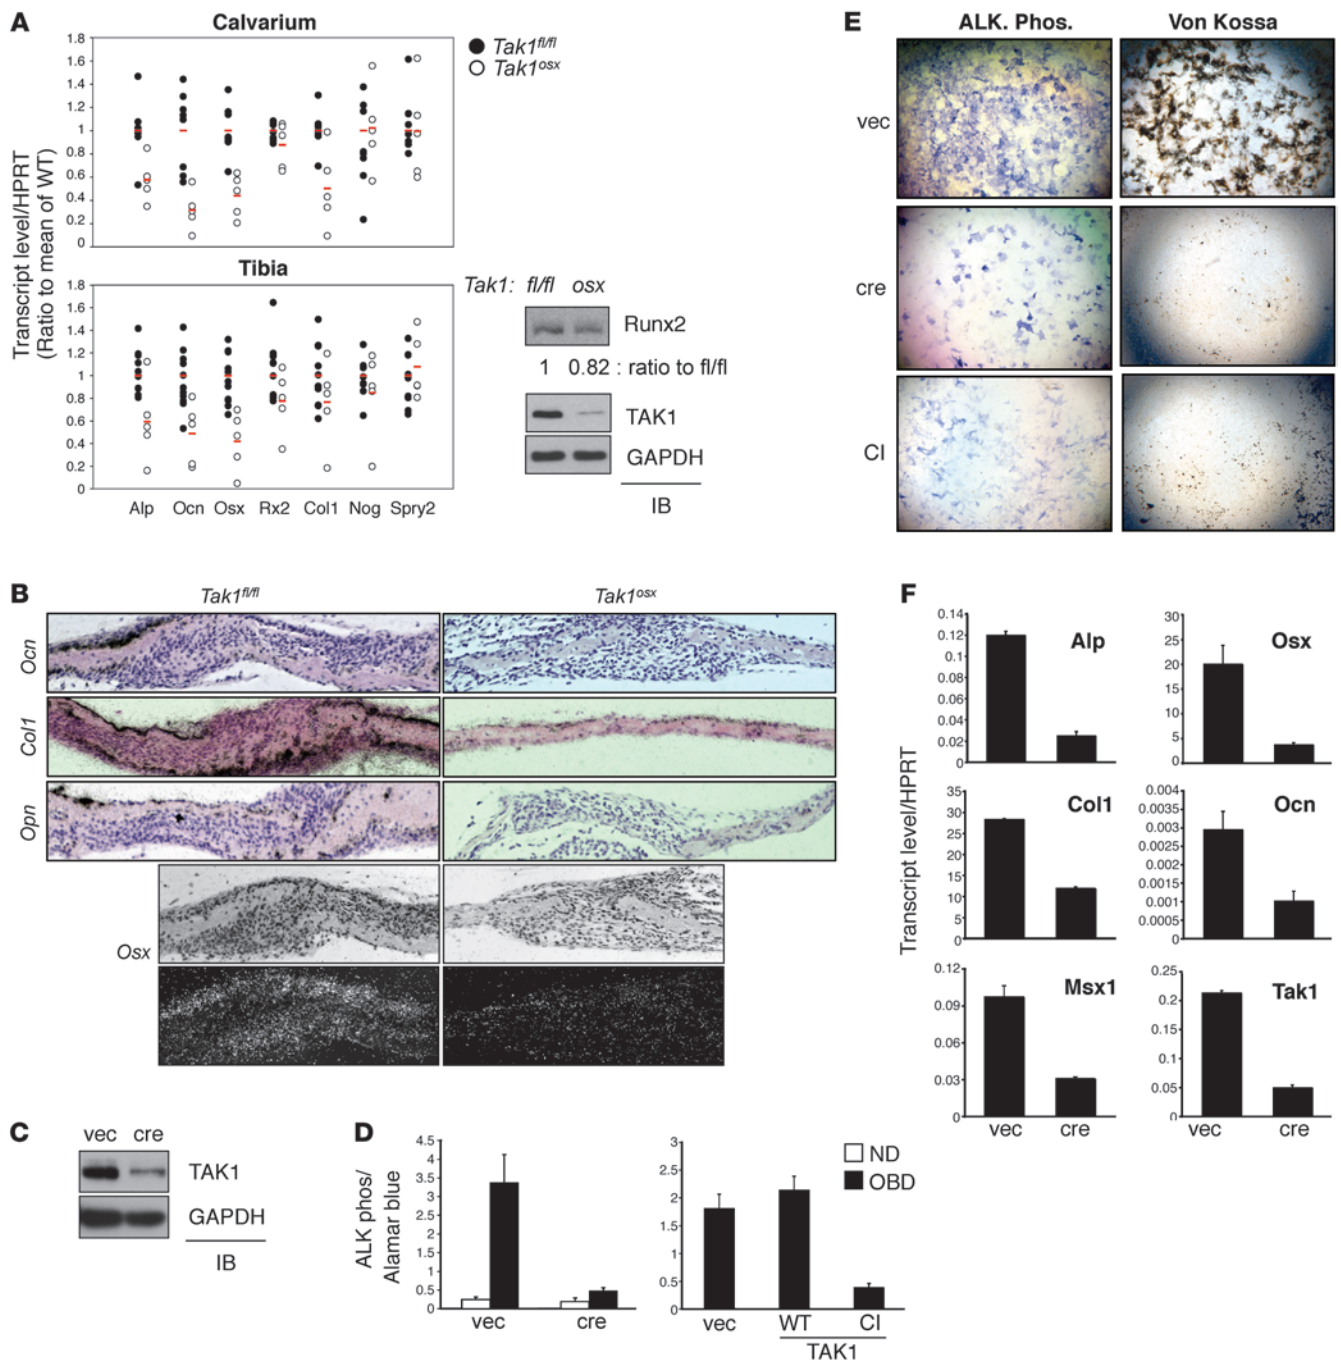 A
Calvarium
Tak1fl/fl
Tak1osx
1.8
1.6
1.4
1.2
1
0.8
0.6
0.4
0.2
0
Transcript level/HPRT
(Ratio to mean of WT)
Tibia
1.8
1.6
1.4
1.2
1
0.8
0.6
0.4
0.2
0
Alp Ocn Osx Rx2 Col1 Nog Spry2
Tak1: fl/fl osx
Runx2
1 0.82 : ratio to fl/fl
TAK1
GAPDH
IB
B
Tak1fl/fl Tak1osx
Ocn
Col1
Opn
Osx
C
vec cre
TAK1
GAPDH
IB
D
ALK phos/
Alamar blue
4.5
4
3.5
3
2.5
2
1.5
1
0.5
0
vec cre
3
2.5
2
1.5
1
0.5
0
ND
OBD
vec WT CI
TAK1
E
ALK. Phos. Von Kossa
vec
cre
CI
F
Transcript level/HPRT
0.14
0.12
0.10
0.08
0.06
0.04
0.02
0
Alp
30
25
20
15
10
5
0
Osx
35
30
25
20
15
10
5
0
Col1
0.004
0.0035
0.003
0.0025
0.002
0.0015
0.001
0.0005
0
Ocn
0.12
0.09
0.06
0.03
0
Msx1
vec cre
0.25
0.2
0.15
0.1
0.05
0
Tak1
vec cre